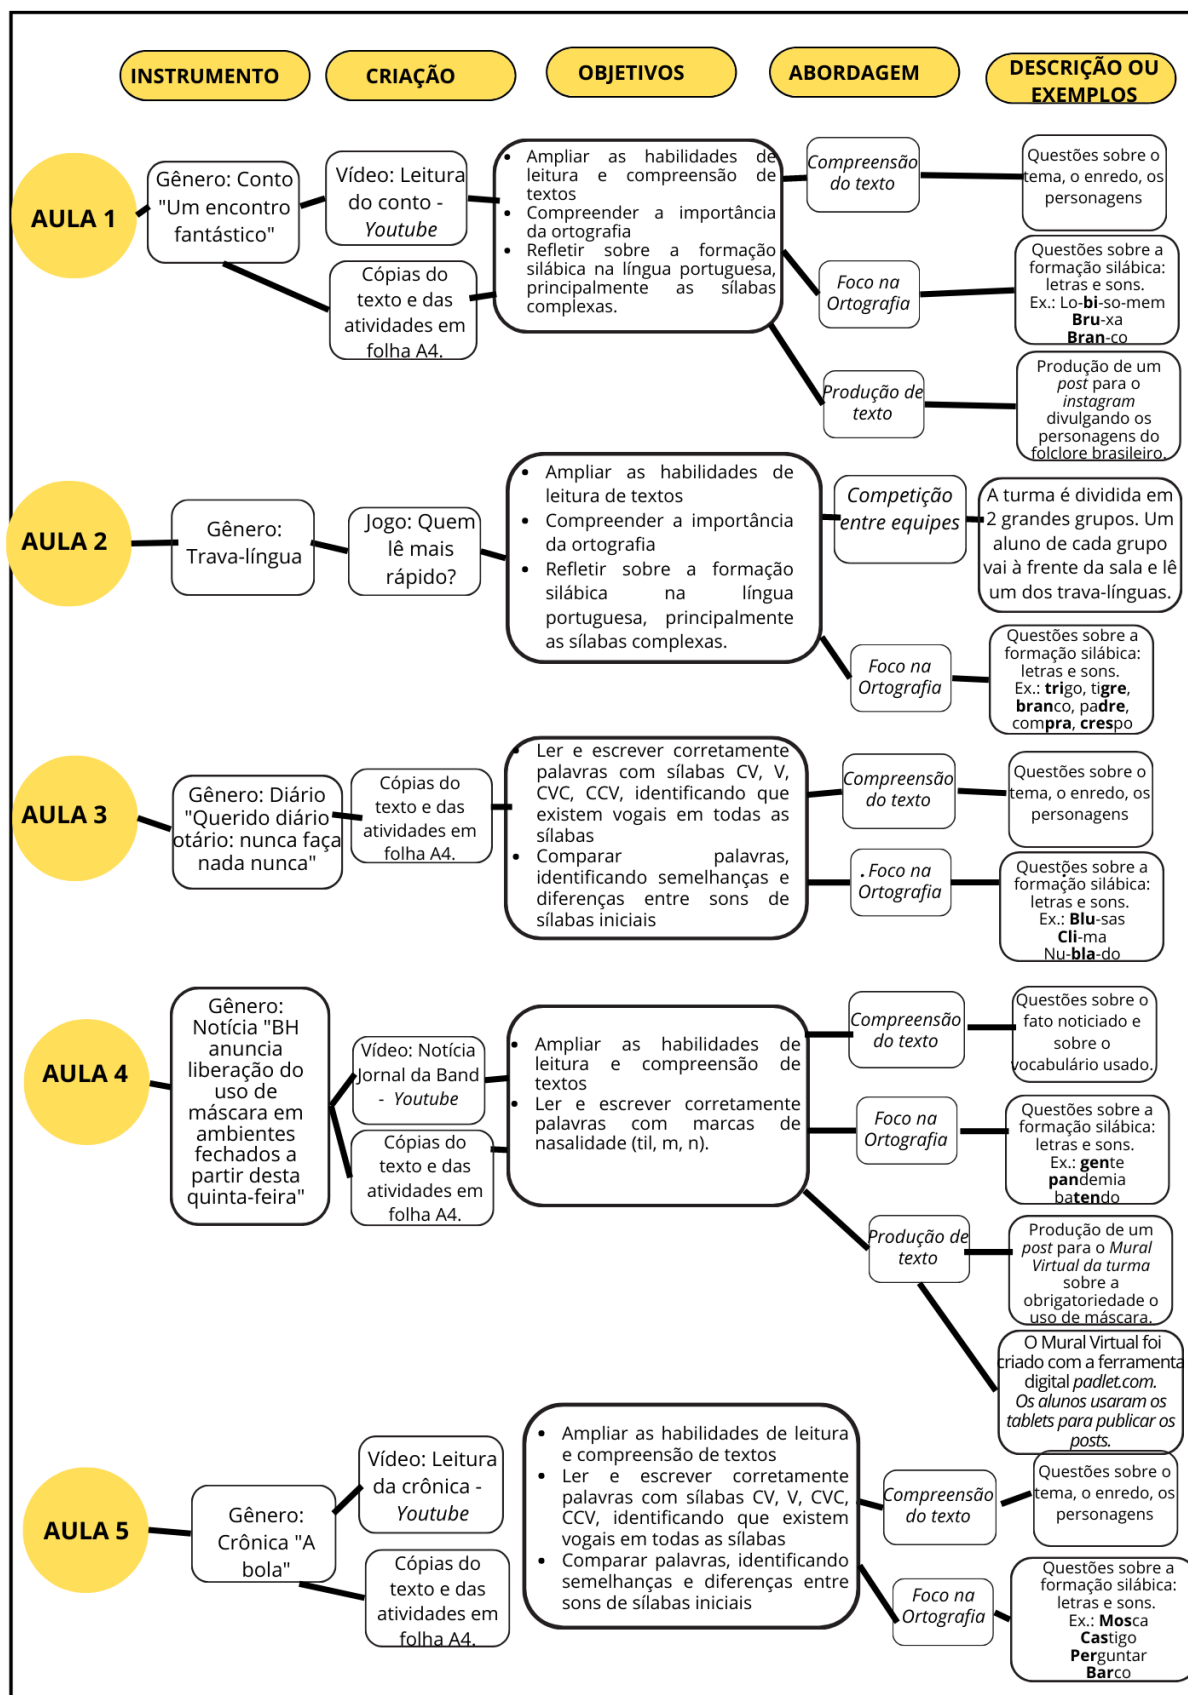 INSTRUMENTO
CRIAÇÃO
OBJETIVOS
ABORDAGEM
DESCRIÇÃO OU
EXEMPLOS
AULA 1
Gênero: Conto
"Um encontro
fantástico"
Vídeo: Leitura
do conto -
Youtube
Cópias do
texto e das
atividades em
folha A4.
• Ampliar as habilidades de
leitura e compreensão de
textos
• Compreender a importância
da ortografia
• Refletir sobre a formação
silábica na língua portuguesa,
principalmente as sílabas
complexas.
Compreensão
do texto
Questões sobre o
tema, o enredo, os
personagens
Foco na
Ortografia
Questões sobre a
formação silábica:
letras e sons.
Ex.: Lo-bi-so-mem
Bru-xa
Bran-co
Produção de
texto
Produção de um
post para o
instagram
divulgando os
personagens do
folclore brasileiro.
AULA 2
Gênero:
Trava-língua
Jogo: Quem
lê mais
rápido?
• Ampliar as habilidades de
leitura de textos
• Compreender a importância
da ortografia
• Refletir sobre a formação
silábica na língua
portuguesa, principalmente
as sílabas complexas.
Competição
entre equipes
A turma é dividida em
2 grandes grupos. Um
aluno de cada grupo
vai à frente da sala e lê
um dos trava-línguas.
Foco na
Ortografia
Questões sobre a
formação silábica:
letras e sons.
Ex.: trigo, tigre,
branco, padre,
compra, crespo
AULA 3
Gênero: Diário
"Querido diário
otário: nunca faça
nada nunca"
Cópias do
texto e das
atividades em
folha A4.
• Ler e escrever corretamente
palavras com sílabas CV, V,
CVC, CCV, identificando que
existem vogais em todas as
sílabas
• Comparar palavras,
identificando semelhanças e
diferenças entre sons de
sílabas iniciais
Compreensão
do texto
Questões sobre o
tema, o enredo, os
personagens
. Foco na
Ortografia
Questões sobre a
formação silábica:
letras e sons.
Ex.: Blu-sas
Cli-ma
Nu-bla-do
AULA 4
Gênero:
Notícia "BH
anuncia
liberação do
uso de
máscara em
ambientes
fechados a
partir desta
quinta-feira"
Vídeo: Notícia
Jornal da Band
- Youtube
Cópias do
texto e das
atividades em
folha A4.
• Ampliar as habilidades de
leitura e compreensão de
textos
• Ler e escrever corretamente
palavras com marcas de
nasalidade (til, m, n).
Compreensão
do texto
Questões sobre o
fato noticiado e
sobre o
vocabulário usado.
Foco na
Ortografia
Questões sobre a
formação silábica:
letras e sons.
Ex.: gente
pandemia
batendo
Produção de
texto
Produção de um
post para o Mural
Virtual da turma
sobre a
obrigatoriedade o
uso de máscara.
O Mural Virtual foi
criado com a ferramenta
digital padlet.com.
Os alunos usaram os
tablets para publicar os
posts.
AULA 5
Gênero:
Crônica "A
bola"
Vídeo: Leitura
da crônica -
Youtube
Cópias do
texto e das
atividades em
folha A4.
• Ampliar as habilidades de leitura
e compreensão de textos
• Ler e escrever corretamente
palavras com sílabas CV, V, CVC,
CCV, identificando que existem
vogais em todas as sílabas
• Comparar palavras, identificando
semelhanças e diferenças entre
sons de sílabas iniciais
Compreensão
do texto
Questões sobre o
tema, o enredo, os
personagens
Foco na
Ortografia
Questões sobre a
formação silábica:
letras e sons.
Ex.: Mosca
Castigo
Perguntar
Barco